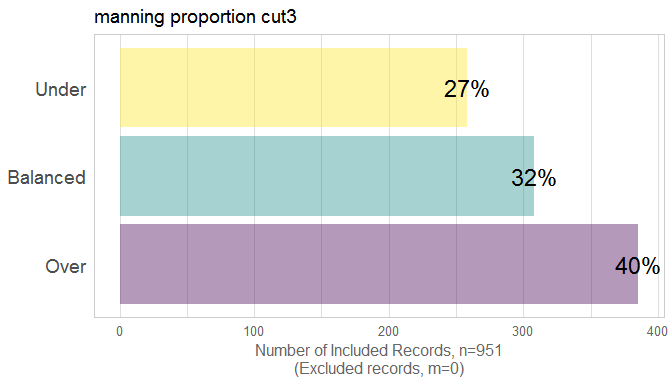 manning proportion cut3
Under
27%
Balanced
32%
Over
40%
0 100 200 300 400
Number of Included Records, n=951
(Excluded records, m=0)